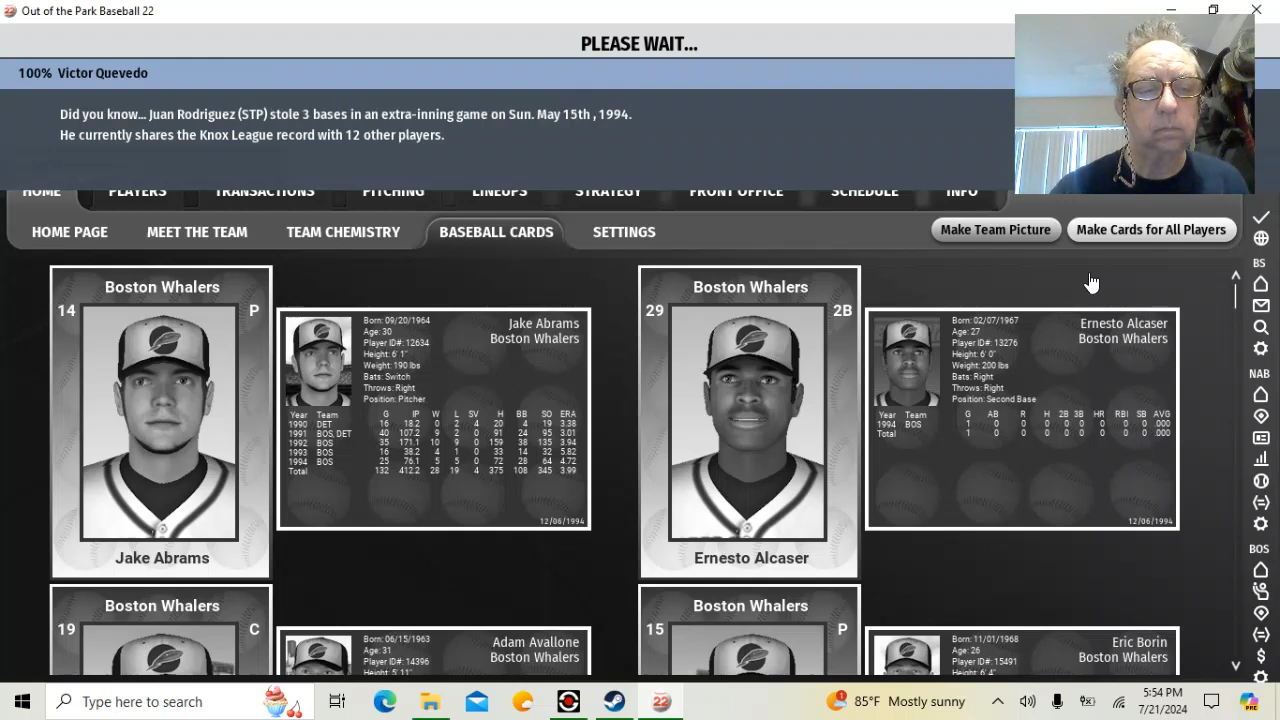 Out of the Park Baseball 22
PLEASE WAIT...
100% Victor Quevedo
Did you know... Juan Rodriguez (STP) stole 3 bases in an extra-inning game on Sun. May 15th , 1994.
He currently shares the Knox League record with 12 other players.
HOME PLAYERS TRANSACTIONS PITCHING LINEUPS STRATEGY FRONT OFFICE SCHEDULE INFO
HOME PAGE MEET THE TEAM TEAM CHEMISTRY BASEBALL CARDS SETTINGS Make Team Picture Make Cards for All Players
Boston Whalers
14 P
Jake Abrams
Born: 09/20/1964
Age: 30
Player ID#: 12634
Height: 6' 1"
Weight: 190 lbs
Bats: Switch
Throws: Right
Position: Pitcher
Jake Abrams
Boston Whalers
Year Team G IP W L SV H BB SO ERA
1990 DET 16 18.2 0 2 4 20 4 19 3.38
1991 BOS, DET 40 107.2 9 2 0 91 24 95 3.01
1992 BOS 35 171.1 10 9 0 159 38 135 3.94
1993 BOS 16 38.2 4 1 0 33 14 32 5.82
1994 BOS 25 76.1 5 5 0 72 28 64 4.72
Total 132 412.2 28 19 4 375 108 345 3.99
12/06/1994
Boston Whalers
29 2B
Ernesto Alcaser
Born: 02/07/1967
Age: 27
Player ID#: 13276
Height: 6' 0"
Weight: 200 lbs
Bats: Right
Throws: Right
Position: Second Base
Ernesto Alcaser
Boston Whalers
Year Team G AB R H 2B 3B HR RBI SB AVG
1994 BOS 1 0 0 0 0 0 0 0 0 .000
Total 1 0 0 0 0 0 0 0 0 .000
12/06/1994
Boston Whalers
19 C
Born: 06/15/1963
Age: 31
Player ID#: 14396
Height: 5' 11"
Adam Avallone
Boston Whalers
Boston Whalers
15 P
Born: 11/01/1968
Age: 26
Player ID#: 15491
Height: 6' 4"
Eric Borin
Boston Whalers
BS
NAB
BOS
$
Type here to search
22
1
85°F Mostly sunny
5:54 PM
7/21/2024
PRE